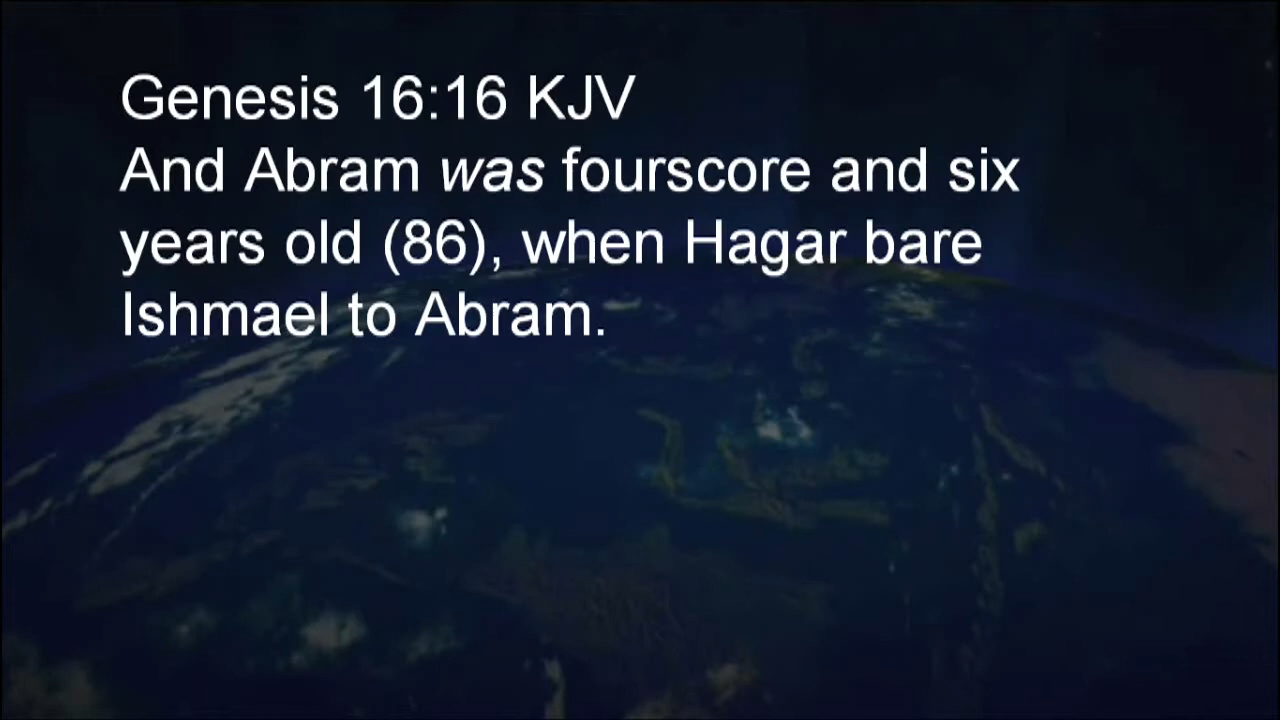 Genesis 16:16 KJV
And Abram was fourscore and six
years old (86), when Hagar bare
Ishmael to Abram.